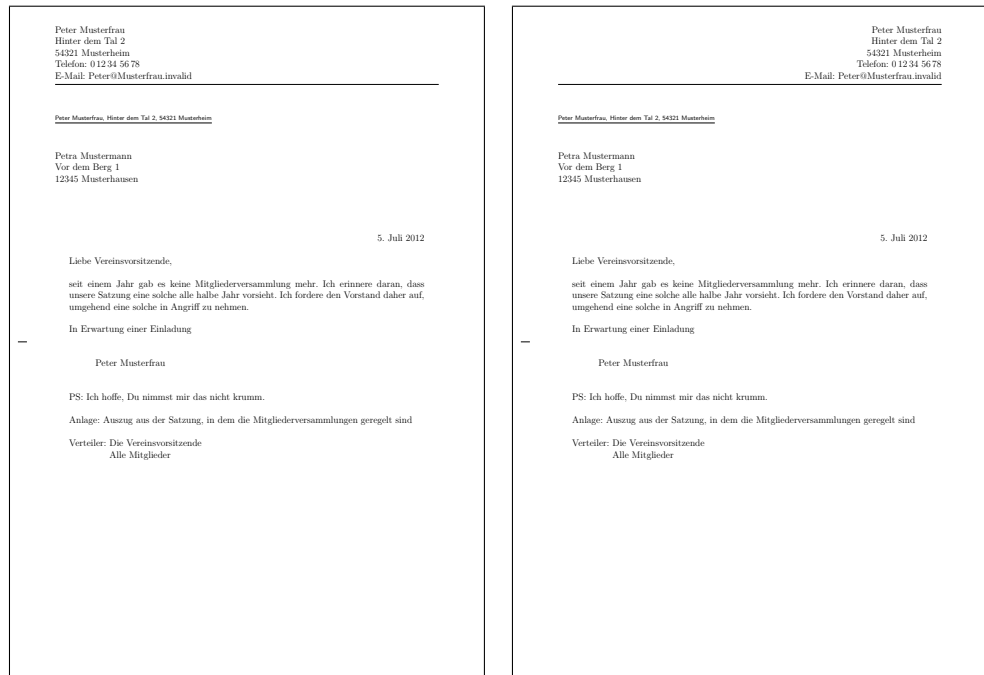 Peter Musterfrau
Hinter dem Tal 2
54321 Musterheim
Telefon: 0 12 34 56 78
E-Mail: Peter@Musterfrau.invalid
Peter Musterfrau, Hinter dem Tal 2, 54321 Musterheim
Petra Mustermann
Vor dem Berg 1
12345 Musterhausen
5. Juli 2012
Liebe Vereinsvorsitzende,
seit einem Jahr gab es keine Mitgliederversammlung mehr. Ich erinnere daran, dass
unsere Satzung eine solche alle halbe Jahr vorsieht. Ich fordere den Vorstand daher auf,
umgehend eine solche in Angriff zu nehmen.
In Erwartung einer Einladung
Peter Musterfrau
PS: Ich hoffe, Du nimmst mir das nicht krumm.
Anlage: Auszug aus der Satzung, in dem die Mitgliederversammlungen geregelt sind
Verteiler: Die Vereinsvorsitzende
Alle Mitglieder
Peter Musterfrau
Hinter dem Tal 2
54321 Musterheim
Telefon: 0 12 34 56 78
E-Mail: Peter@Musterfrau.invalid
Peter Musterfrau, Hinter dem Tal 2, 54321 Musterheim
Petra Mustermann
Vor dem Berg 1
12345 Musterhausen
5. Juli 2012
Liebe Vereinsvorsitzende,
seit einem Jahr gab es keine Mitgliederversammlung mehr. Ich erinnere daran, dass
unsere Satzung eine solche alle halbe Jahr vorsieht. Ich fordere den Vorstand daher auf,
umgehend eine solche in Angriff zu nehmen.
In Erwartung einer Einladung
Peter Musterfrau
PS: Ich hoffe, Du nimmst mir das nicht krumm.
Anlage: Auszug aus der Satzung, in dem die Mitgliederversammlungen geregelt sind
Verteiler: Die Vereinsvorsitzende
Alle Mitglieder